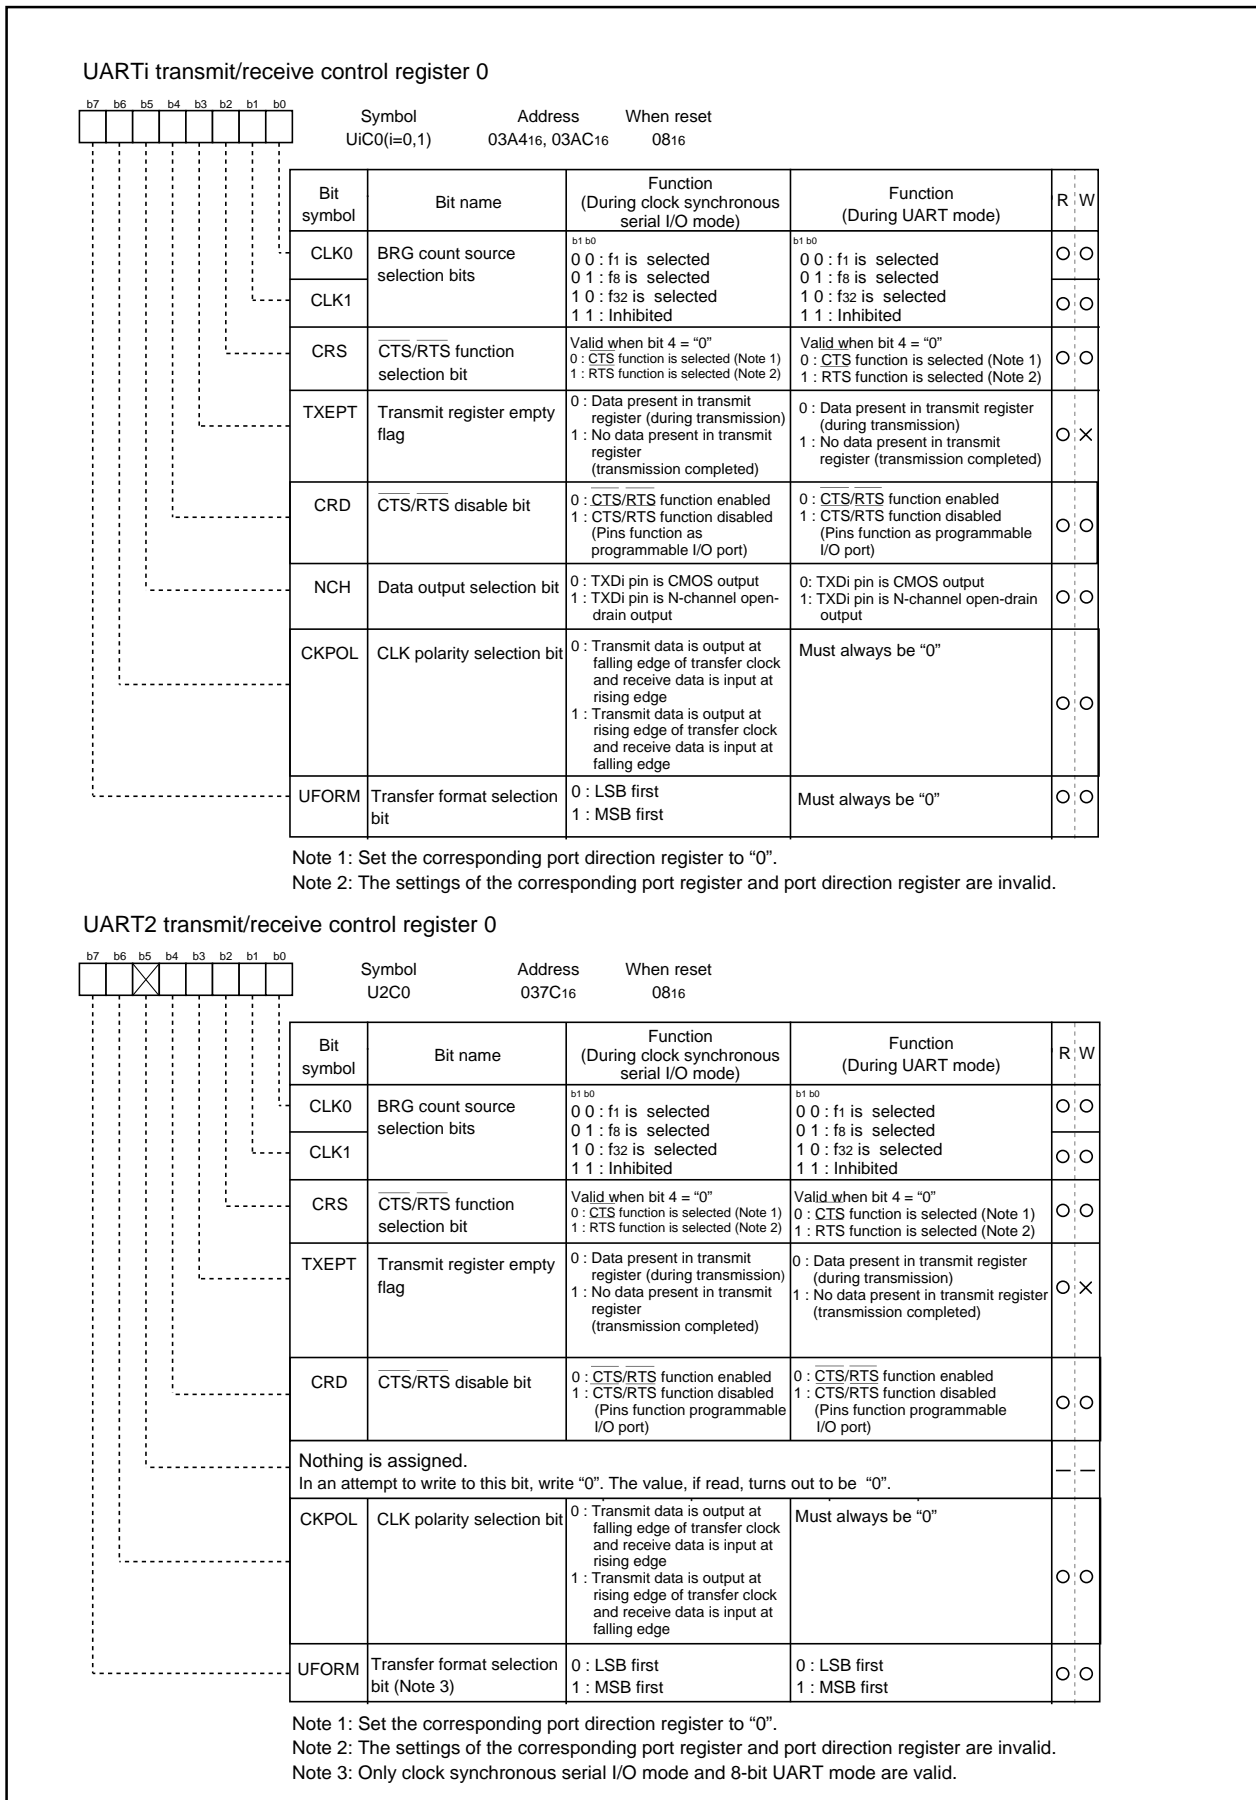 UARTi transmit/receive control register 0
b7 b6 b5 b4 b3 b2 b1 b0
Symbol Address When reset
UiC0(i=0,1) 03A416, 03AC16 0816
Bit symbol
Bit name
Function (During clock synchronous serial I/O mode)
Function (During UART mode)
R W
CLK0
CLK1
BRG count source selection bits
b1 b0
0 0 : f1 is selected
0 1 : f8 is selected
1 0 : f32 is selected
1 1 : Inhibited
b1 b0
0 0 : f1 is selected
0 1 : f8 is selected
1 0 : f32 is selected
1 1 : Inhibited
CRS
CTS/RTS function
selection bit
Valid when bit 4 = “0”
0 : CTS function is selected (Note 1)
1 : RTS function is selected (Note 2)
Valid when bit 4 = “0”
0 : CTS function is selected (Note 1)
1 : RTS function is selected (Note 2)
TXEPT
Transmit register empty
flag
0 : Data present in transmit
register (during transmission)
1 : No data present in transmit
register
(transmission completed)
0 : Data present in transmit register
(during transmission)
1 : No data present in transmit
register (transmission completed)
CRD
CTS/RTS disable bit
0 : CTS/RTS function enabled
1 : CTS/RTS function disabled
(Pins function as
programmable I/O port)
0 : CTS/RTS function enabled
1 : CTS/RTS function disabled
(Pins function as programmable
I/O port)
NCH
Data output selection bit
0 : TXDi pin is CMOS output
1 : TXDi pin is N-channel open-
drain output
0: TXDi pin is CMOS output
1: TXDi pin is N-channel open-drain
output
CKPOL
CLK polarity selection bit
0 : Transmit data is output at
falling edge of transfer clock
and receive data is input at
rising edge
1 : Transmit data is output at
rising edge of transfer clock
and receive data is input at
falling edge
Must always be “0”
UFORM
Transfer format selection
bit
0 : LSB first
1 : MSB first
Must always be “0”
Note 1: Set the corresponding port direction register to “0”.
Note 2: The settings of the corresponding port register and port direction register are invalid.
UART2 transmit/receive control register 0
b7 b6 b5 b4 b3 b2 b1 b0
Symbol Address When reset
U2C0 037C16 0816
Bit symbol
Bit name
Function (During clock synchronous serial I/O mode)
Function (During UART mode)
R W
CLK0
CLK1
BRG count source
selection bits
b1 b0
0 0 : f1 is selected
0 1 : f8 is selected
1 0 : f32 is selected
1 1 : Inhibited
b1 b0
0 0 : f1 is selected
0 1 : f8 is selected
1 0 : f32 is selected
1 1 : Inhibited
CRS
CTS/RTS function
selection bit
Valid when bit 4 = “0”
0 : CTS function is selected (Note 1)
1 : RTS function is selected (Note 2)
Valid when bit 4 = “0”
0 : CTS function is selected (Note 1)
1 : RTS function is selected (Note 2)
TXEPT
Transmit register empty
flag
0 : Data present in transmit
register (during transmission)
1 : No data present in transmit
register
(transmission completed)
0 : Data present in transmit register
(during transmission)
1 : No data present in transmit register
(transmission completed)
CRD
CTS/RTS disable bit
0 : CTS/RTS function enabled
1 : CTS/RTS function disabled
(Pins function programmable
I/O port)
0 : CTS/RTS function enabled
1 : CTS/RTS function disabled
(Pins function programmable
I/O port)
Nothing is assigned.
In an attempt to write to this bit, write “0”. The value, if read, turns out to be “0”.
CKPOL
CLK polarity selection bit
0 : Transmit data is output at
falling edge of transfer clock
and receive data is input at
rising edge
1 : Transmit data is output at
rising edge of transfer clock
and receive data is input at
falling edge
Must always be “0”
UFORM
Transfer format selection
bit (Note 3)
0 : LSB first
1 : MSB first
0 : LSB first
1 : MSB first
Note 1: Set the corresponding port direction register to “0”.
Note 2: The settings of the corresponding port register and port direction register are invalid.
Note 3: Only clock synchronous serial I/O mode and 8-bit UART mode are valid.